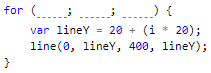 for (_____; _____; _____) {
    var lineY = 20 + (i * 20);
    line(0, lineY, 400, lineY);
}